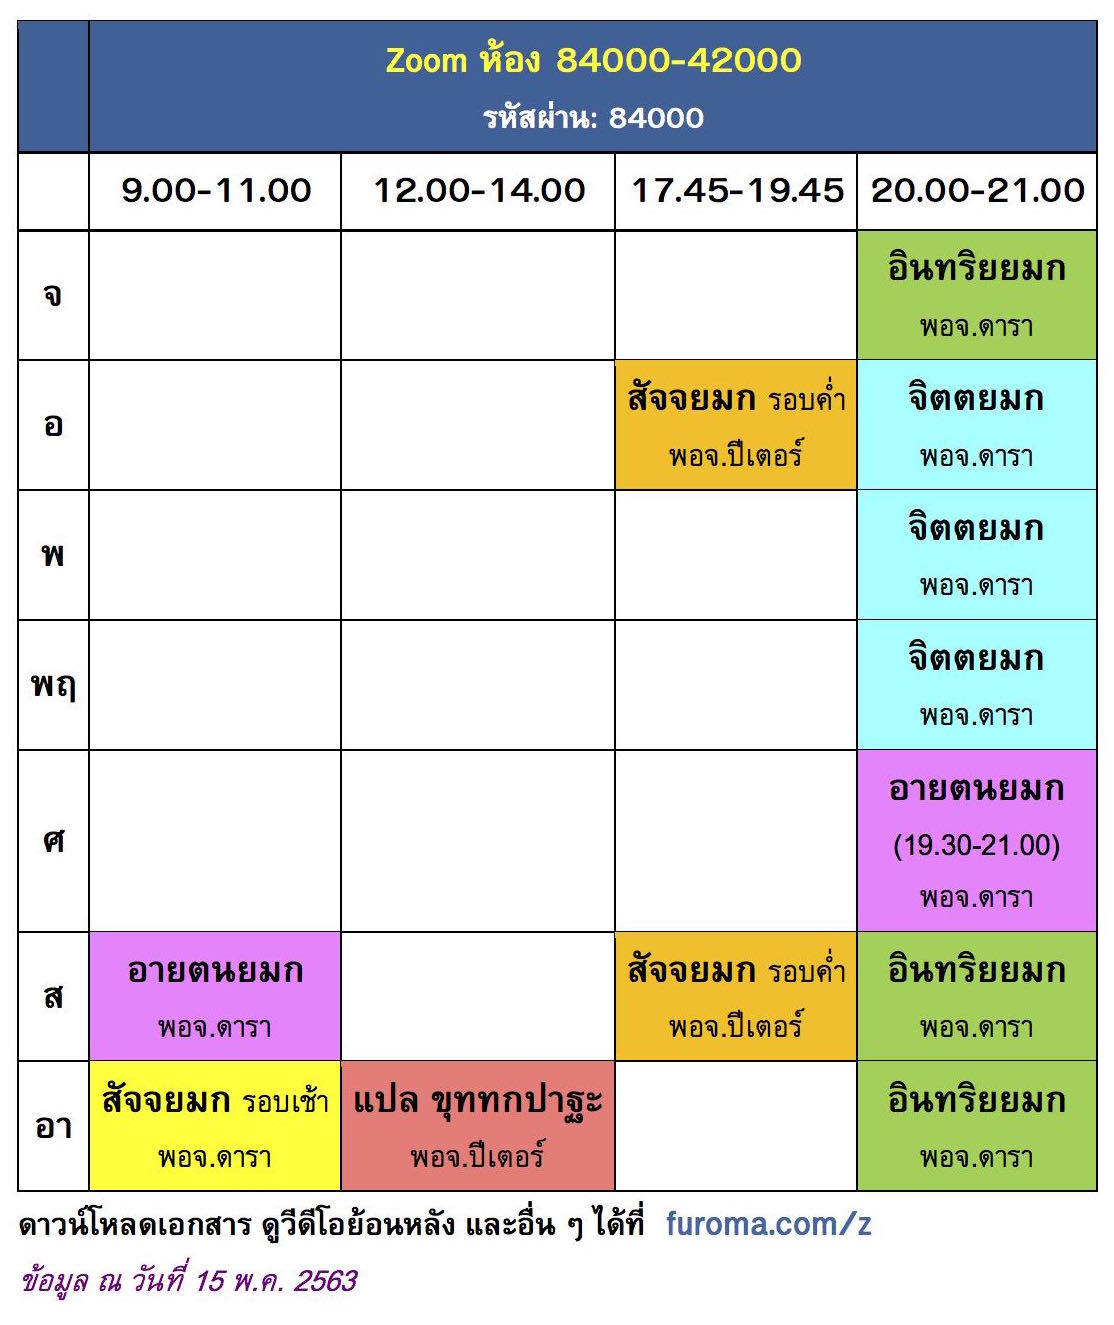 Zoom ห้อง 84000-42000
รหัสผ่าน: 84000
9.00-11.00 12.00-14.00 17.45-19.45 20.00-21.00
จ
อินทริยยมก
พอจ.ดารา
อ
สัจจยมก รอบค่ำ
พอจ.ปีเตอร์
จิตตยมก
พอจ.ดารา
พ
จิตตยมก
พอจ.ดารา
พฤ
จิตตยมก
พอจ.ดารา
ศ
อายตนยมก
(19.30-21.00)
พอจ.ดารา
ส
อายตนยมก
พอจ.ดารา
สัจจยมก รอบค่ำ
พอจ.ปีเตอร์
อินทริยยมก
พอจ.ดารา
อา
สัจจยมก รอบเช้า
พอจ.ดารา
แปล ขุททกปาฐะ
พอจ.ปีเตอร์
อินทริยยมก
พอจ.ดารา
ดาวน์โหลดเอกสาร ดูวีดีโอย้อนหลัง และอื่น ๆ ได้ที่ furoma.com/z
ข้อมูล ณ วันที่ 15 พ.ค. 2563